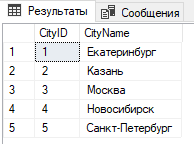 Результаты Сообщения
CityID CityName
1 1 Екатеринбург
2 2 Казань
3 3 Москва
4 4 Новосибирск
5 5 Санкт-Петербург